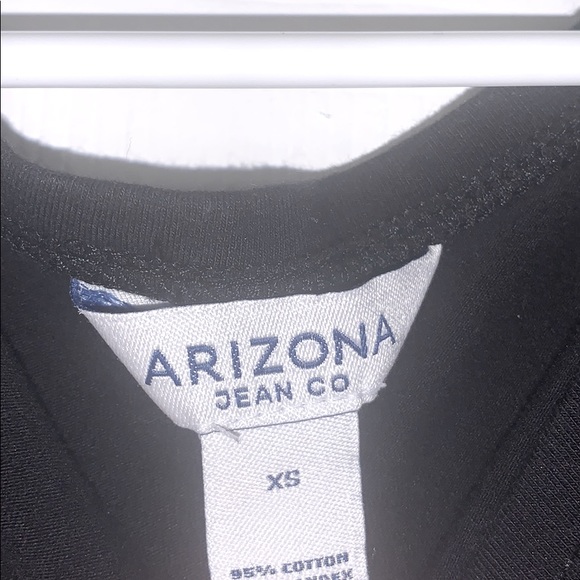 ARIZONA
JEAN CO
XS
95% COTTON